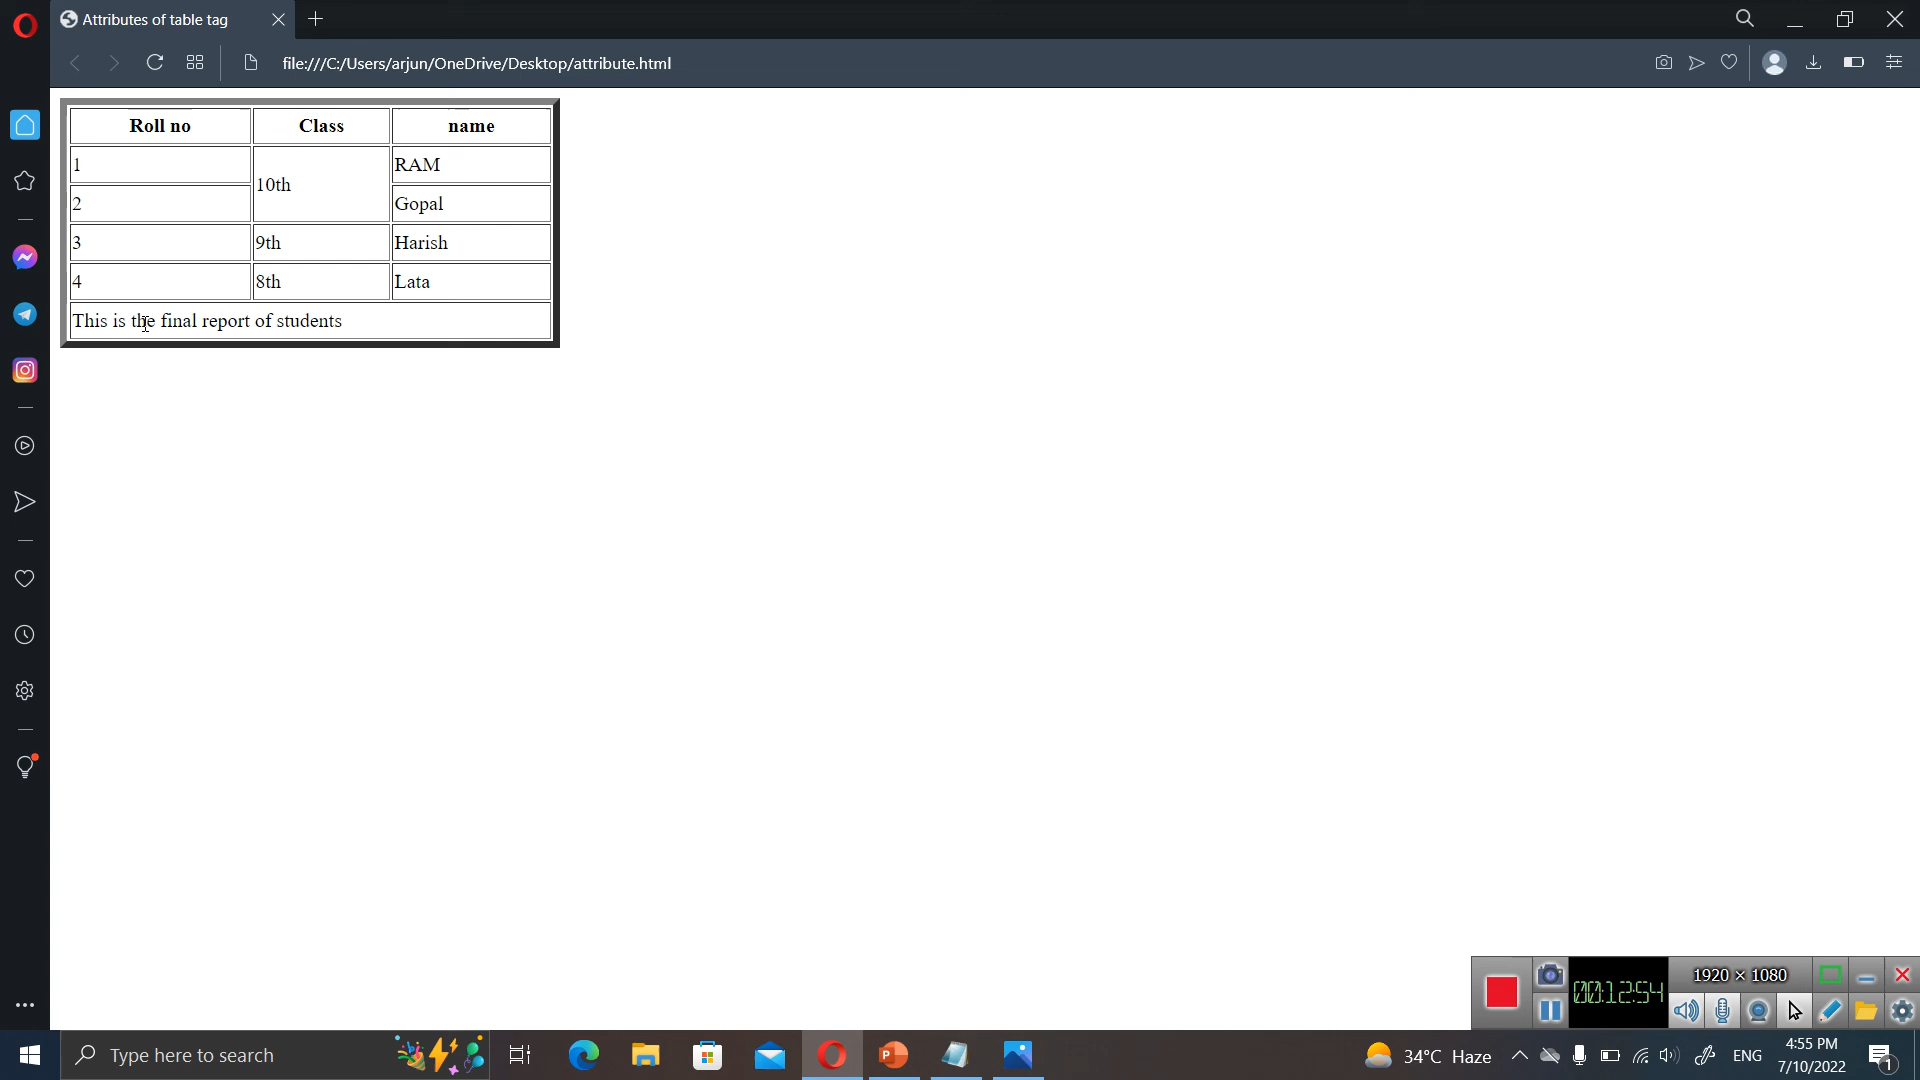 Attributes of table tag
file:///C:/Users/arjun/OneDrive/Desktop/attribute.html
Roll no Class name
1 10th RAM
2 Gopal
3 9th Harish
4 8th Lata
This is the final report of students
00:12:54 1920 × 1080
Type here to search
P
34°C Haze
ENG
4:55 PM
7/10/2022
1